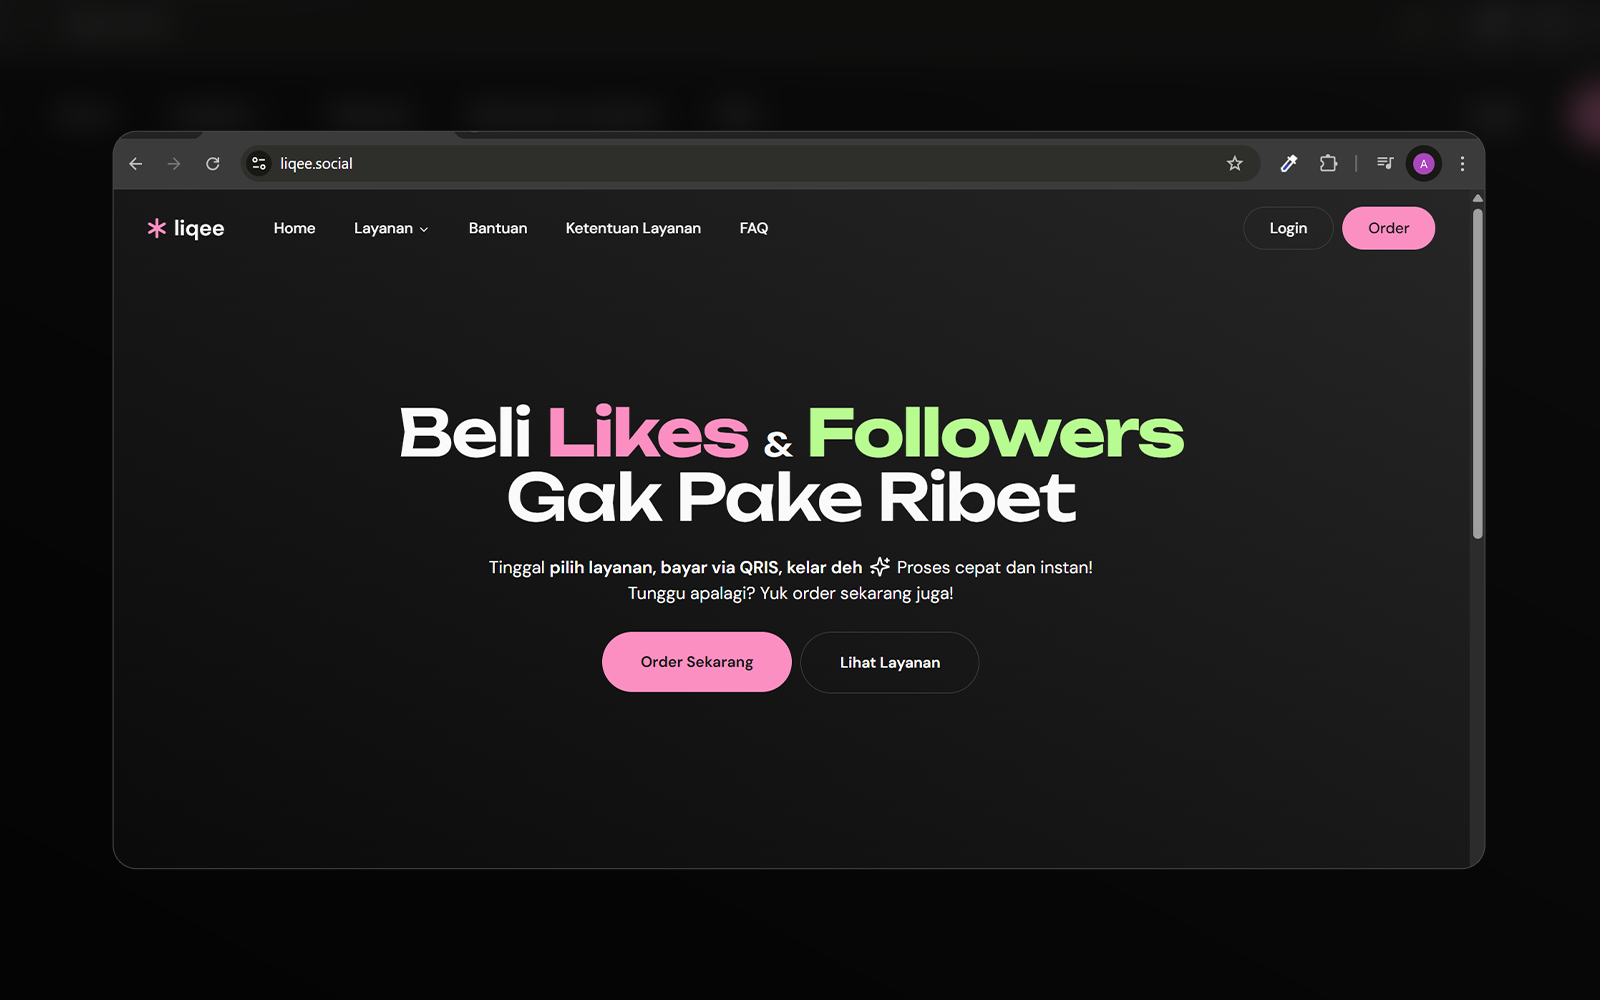 liqee.social
A
liqee
Home
Layanan
Bantuan
Ketentuan Layanan
FAQ
Login
Order
Beli Likes & Followers
Gak Pake Ribet
Tinggal pilih layanan, bayar via QRIS, kelar deh Proses cepat dan instan!
Tunggu apalagi? Yuk order sekarang juga!
Order Sekarang
Lihat Layanan